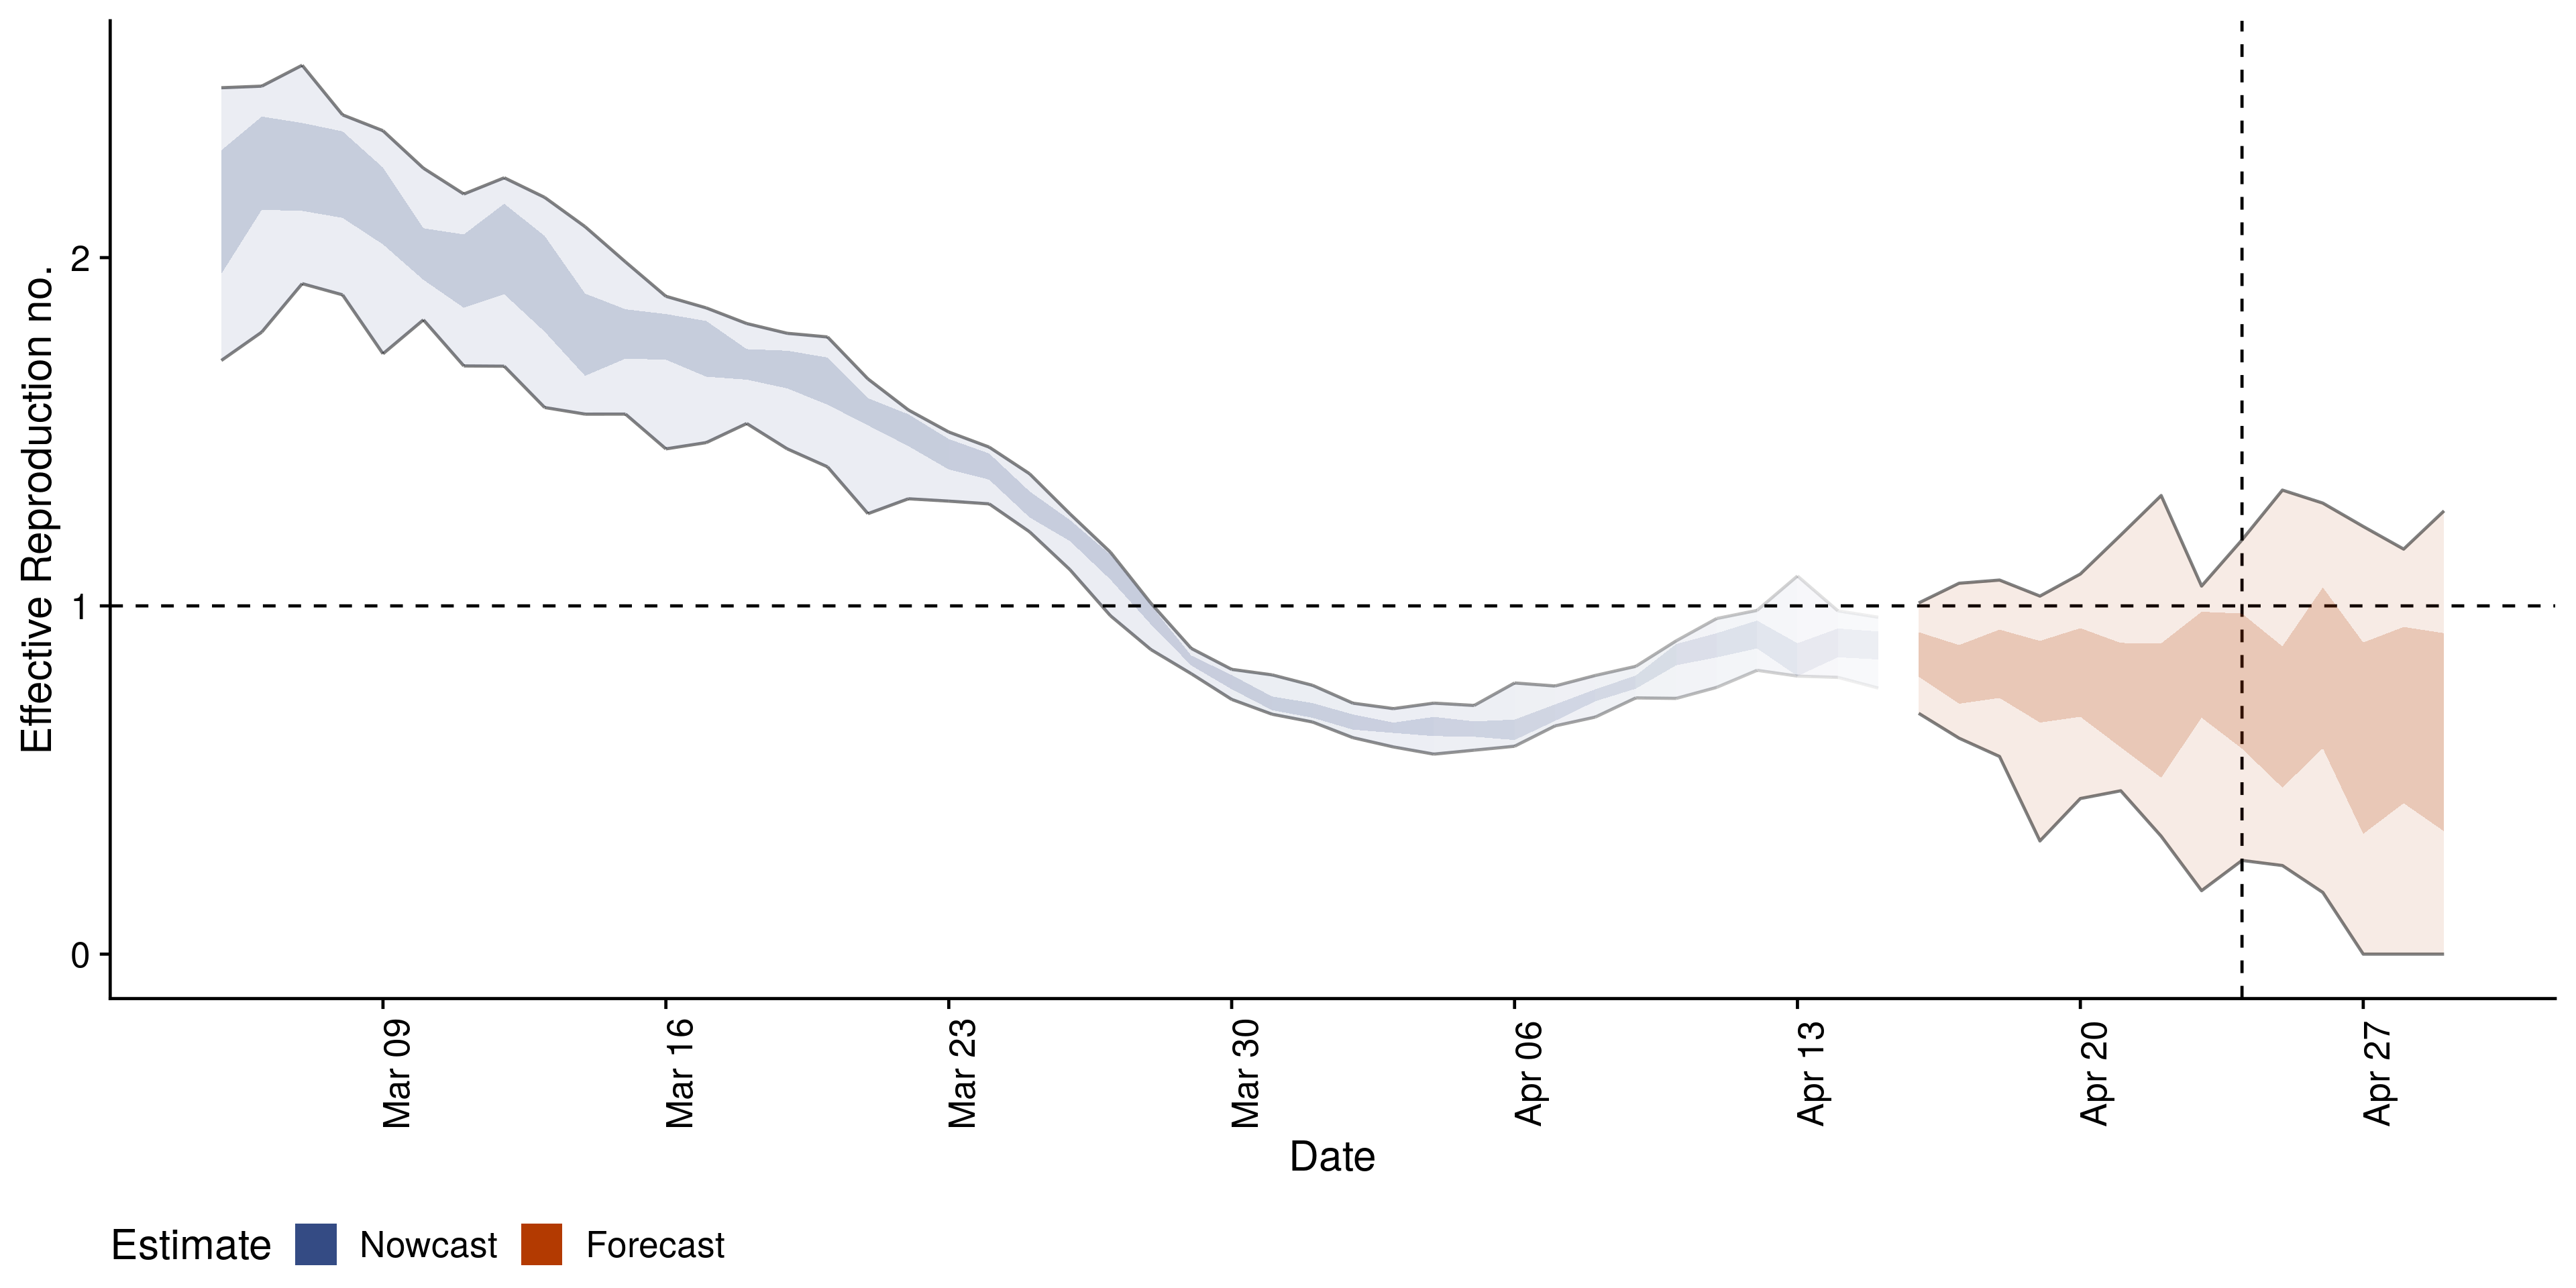 Effective Reproduction no.
2
1
0
Mar 09
Mar 16
Mar 23
Mar 30
Apr 06
Apr 13
Apr 20
Apr 27
Date
Estimate Nowcast Forecast